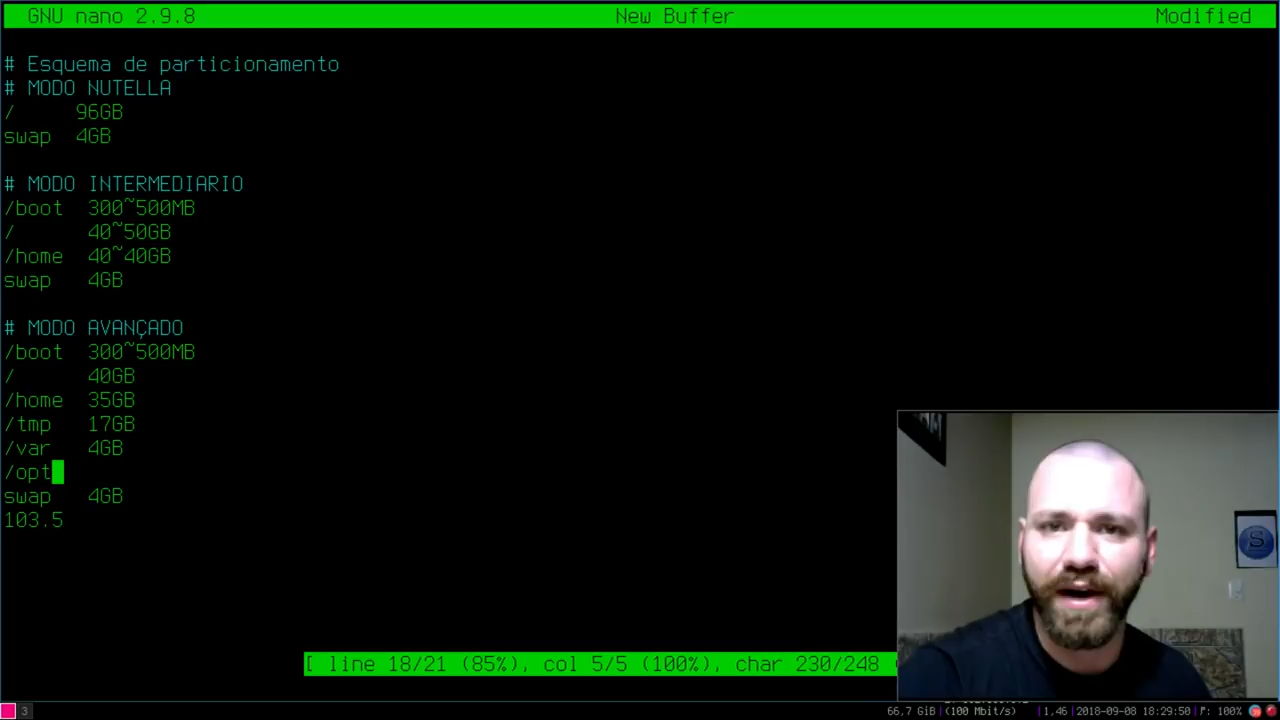 GNU nano 2.9.8 New Buffer Modified
# Esquema de particionamento
# MODO NUTELLA
/ 96GB
swap 4GB
# MODO INTERMEDIARIO
/boot 300~500MB
/ 40~50GB
/home 40~40GB
swap 4GB
# MODO AVANÇADO
/boot 300~500MB
/ 40GB
/home 35GB
/tmp 17GB
/var 4GB
/opt
swap 4GB
103.5
[ line 18/21 (85%), col 5/5 (100%), char 230/248
S
3 66,7 GiB (100 Mbit/s) |1,46|2018-09-08 18:29:50 100%